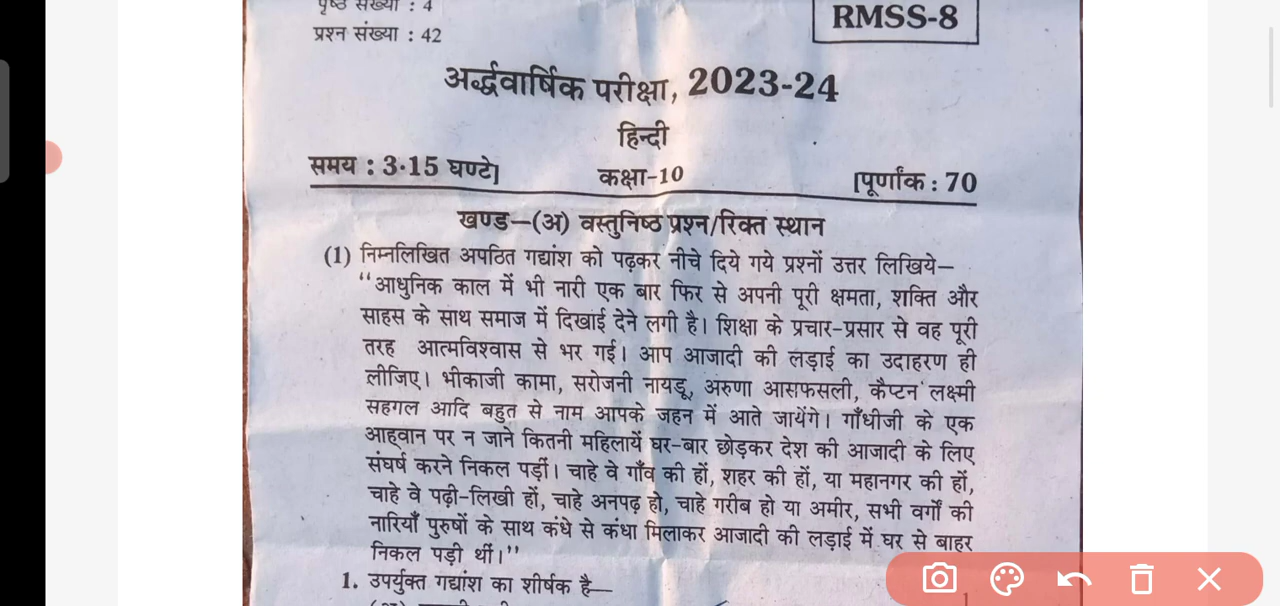 पृष्ठ संख्या : 4
प्रश्न संख्या : 42
RMSS-8
अर्द्धवार्षिक परीक्षा, 2023-24
हिन्दी
समय : 3·15 घण्टे]
कक्षा-10
[पूर्णांक : 70
खण्ड—(अ) वस्तुनिष्ठ प्रश्न/रिक्त स्थान
(1) निम्नलिखित अपठित गद्यांश को पढ़कर नीचे दिये गये प्रश्नों उत्तर लिखिये—
“आधुनिक काल में भी नारी एक बार फिर से अपनी पूरी क्षमता, शक्ति और
साहस के साथ समाज में दिखाई देने लगी है। शिक्षा के प्रचार-प्रसार से वह पूरी
तरह आत्मविश्वास से भर गई। आप आजादी की लड़ाई का उदाहरण ही
लीजिए। भीकाजी कामा, सरोजनी नायडू, अरुणा आसफसली, कैप्टन लक्ष्मी
सहगल आदि बहुत से नाम आपके जहन में आते जायेंगे। गाँधीजी के एक
आह्वान पर न जाने कितनी महिलायें घर-बार छोड़कर देश की आजादी के लिए
संघर्ष करने निकल पड़ीं। चाहे वे गाँव की हों, शहर की हों, या महानगर की हों,
चाहे वे पढ़ी-लिखी हों, चाहे अनपढ़ हो, चाहे गरीब हो या अमीर, सभी वर्गों की
नारियाँ पुरुषों के साथ कंधे से कंधा मिलाकर आजादी की लड़ाई में घर से बाहर
निकल पड़ी थीं।”
1. उपर्युक्त गद्यांश का शीर्षक है—